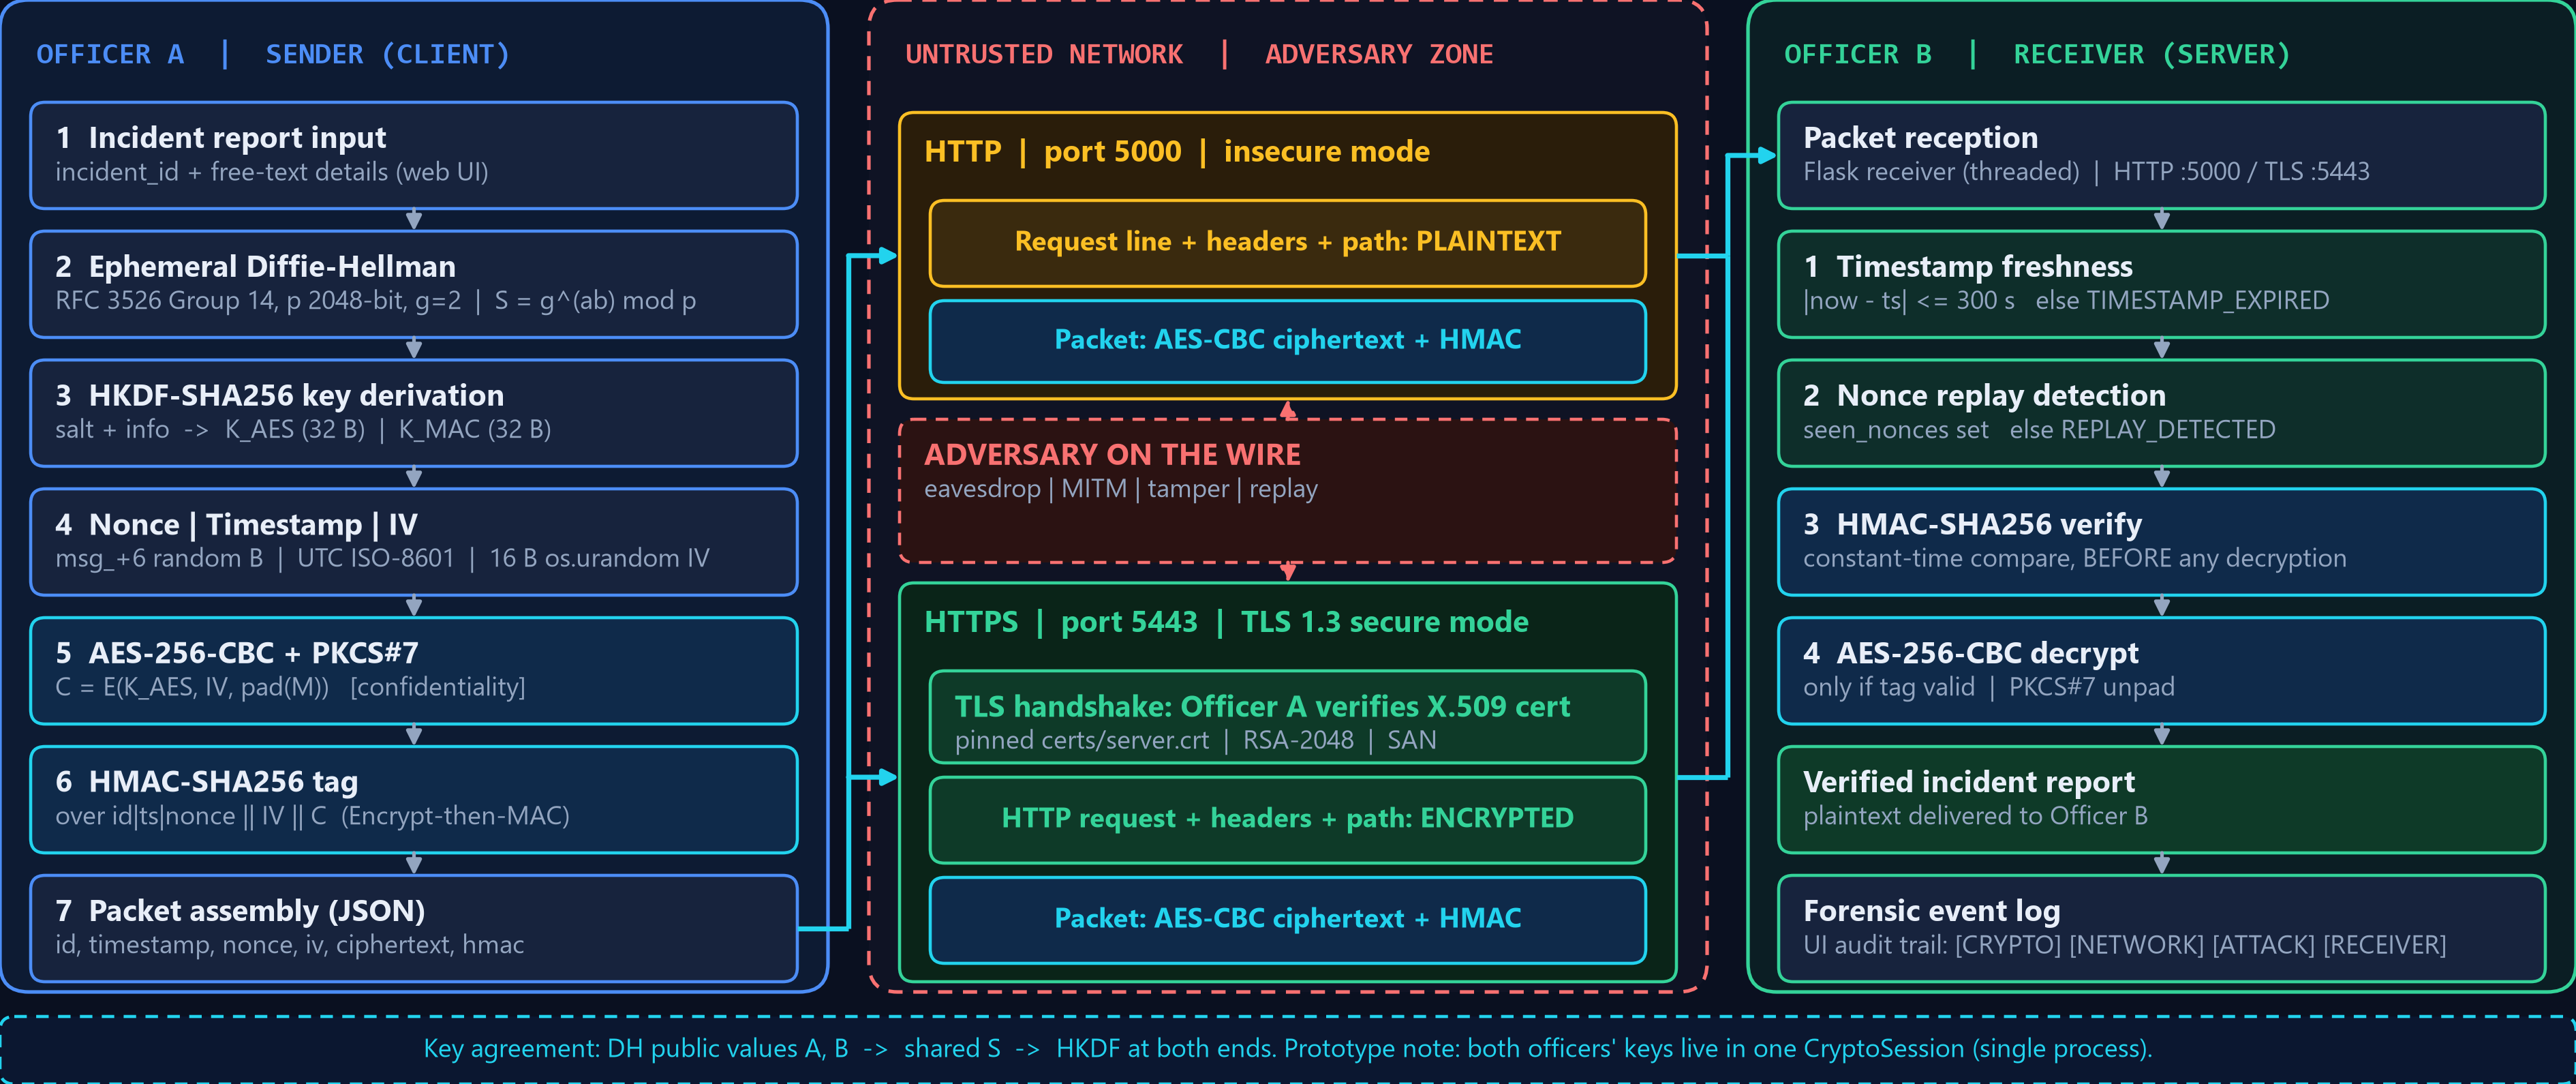 OFFICER A | SENDER (CLIENT)
1 Incident report input
incident_id + free-text details (web UI)
2 Ephemeral Diffie-Hellman
RFC 3526 Group 14, p 2048-bit, g=2 | S = g^(ab) mod p
3 HKDF-SHA256 key derivation
salt + info -> K_AES (32 B) | K_MAC (32 B)
4 Nonce | Timestamp | IV
msg_+6 random B | UTC ISO-8601 | 16 B os.urandom IV
5 AES-256-CBC + PKCS#7
C = E(K_AES, IV, pad(M)) [confidentiality]
6 HMAC-SHA256 tag
over id|ts|nonce || IV || C (Encrypt-then-MAC)
7 Packet assembly (JSON)
id, timestamp, nonce, iv, ciphertext, hmac
UNTRUSTED NETWORK | ADVERSARY ZONE
HTTP | port 5000 | insecure mode
Request line + headers + path: PLAINTEXT
Packet: AES-CBC ciphertext + HMAC
ADVERSARY ON THE WIRE
eavesdrop | MITM | tamper | replay
HTTPS | port 5443 | TLS 1.3 secure mode
TLS handshake: Officer A verifies X.509 cert
pinned certs/server.crt | RSA-2048 | SAN
HTTP request + headers + path: ENCRYPTED
Packet: AES-CBC ciphertext + HMAC
OFFICER B | RECEIVER (SERVER)
Packet reception
Flask receiver (threaded) | HTTP :5000 / TLS :5443
1 Timestamp freshness
|now - ts| <= 300 s else TIMESTAMP_EXPIRED
2 Nonce replay detection
seen_nonces set else REPLAY_DETECTED
3 HMAC-SHA256 verify
constant-time compare, BEFORE any decryption
4 AES-256-CBC decrypt
only if tag valid | PKCS#7 unpad
Verified incident report
plaintext delivered to Officer B
Forensic event log
UI audit trail: [CRYPTO] [NETWORK] [ATTACK] [RECEIVER]
Key agreement: DH public values A, B -> shared S -> HKDF at both ends. Prototype note: both officers' keys live in one CryptoSession (single process).